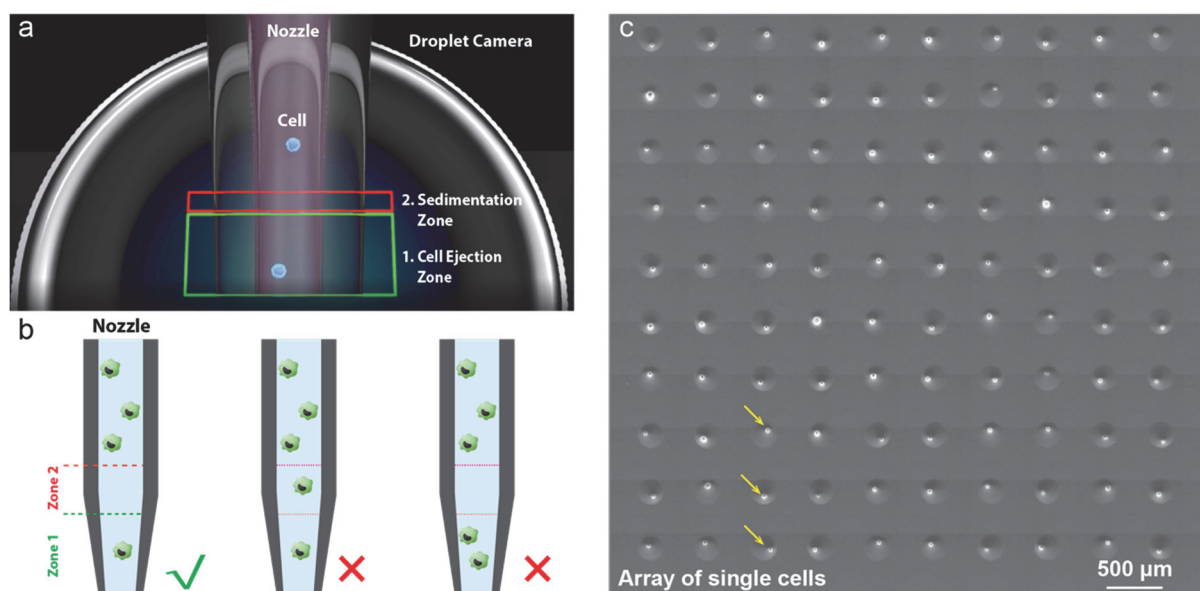 a
Nozzle
Droplet Camera
Cell
2. Sedimentation
Zone
1. Cell Ejection
Zone
b
Nozzle
Zone 2
Zone 1
c
Array of single cells
500 µm